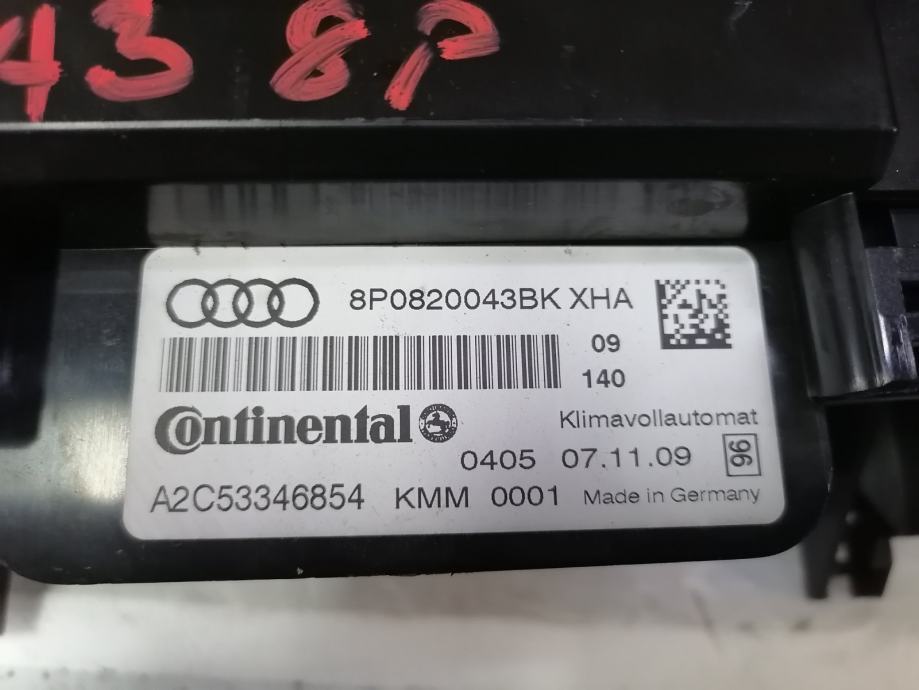 43 8P
8P0820043BK XHA
09
140
Continental
Klimavollautomat
0405 07.11.09
96
A2C53346854 KMM 0001 Made in Germany